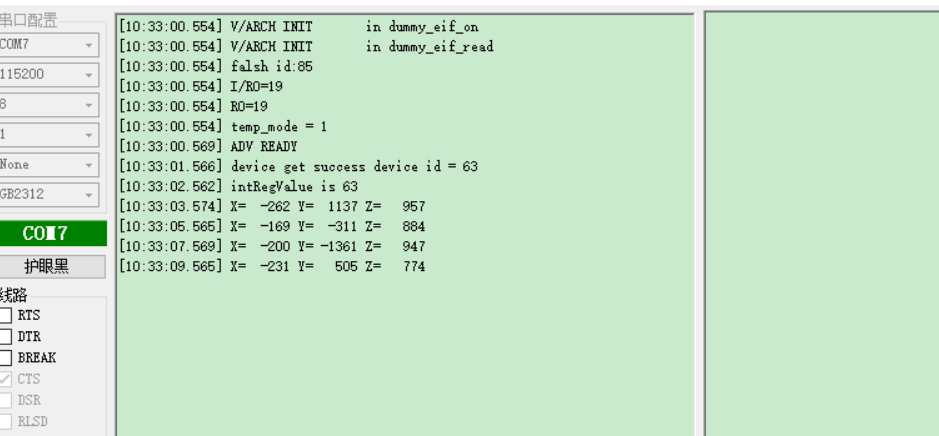 串口配置
COM7
115200
8
1
None
GB2312
COM7
护眼黑
线路
RTS
DTR
BREAK
CTS
DSR
RLSD
[10:33:00.554] V/ARCH INIT in dummy_eif_on
[10:33:00.554] V/ARCH INIT in dummy_eif_read
[10:33:00.554] falsh id:85
[10:33:00.554] I/RO=19
[10:33:00.554] RO=19
[10:33:00.554] temp_mode = 1
[10:33:00.569] ADV READY
[10:33:01.566] device get success device id = 63
[10:33:02.562] intRegValue is 63
[10:33:03.574] X= -262 Y= 1137 Z= 957
[10:33:05.565] X= -169 Y= -311 Z= 884
[10:33:07.569] X= -200 Y= -1361 Z= 947
[10:33:09.565] X= -231 Y= 505 Z= 774